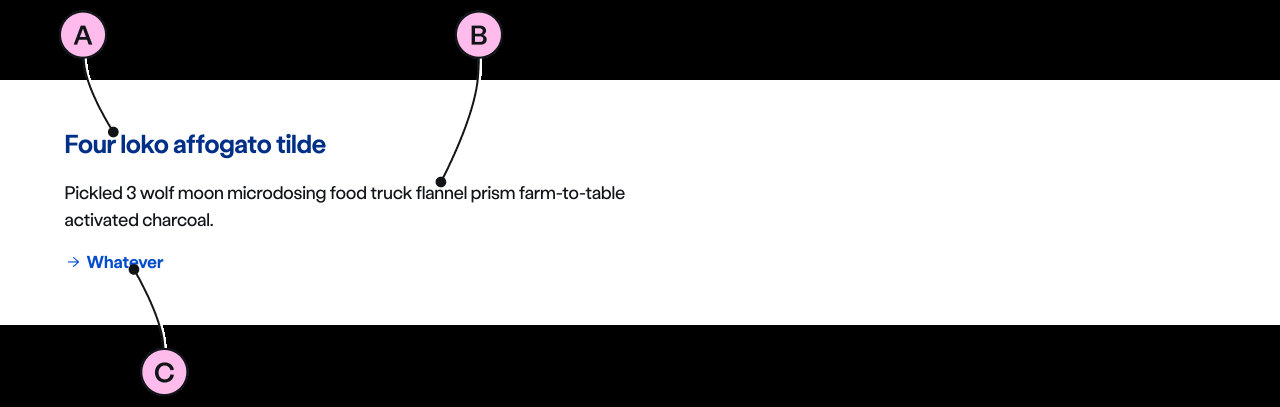 A
B
Four loko affogato tilde
Pickled 3 wolf moon microdosing food truck flannel prism farm-to-table
activated charcoal.
→ Whatever
C